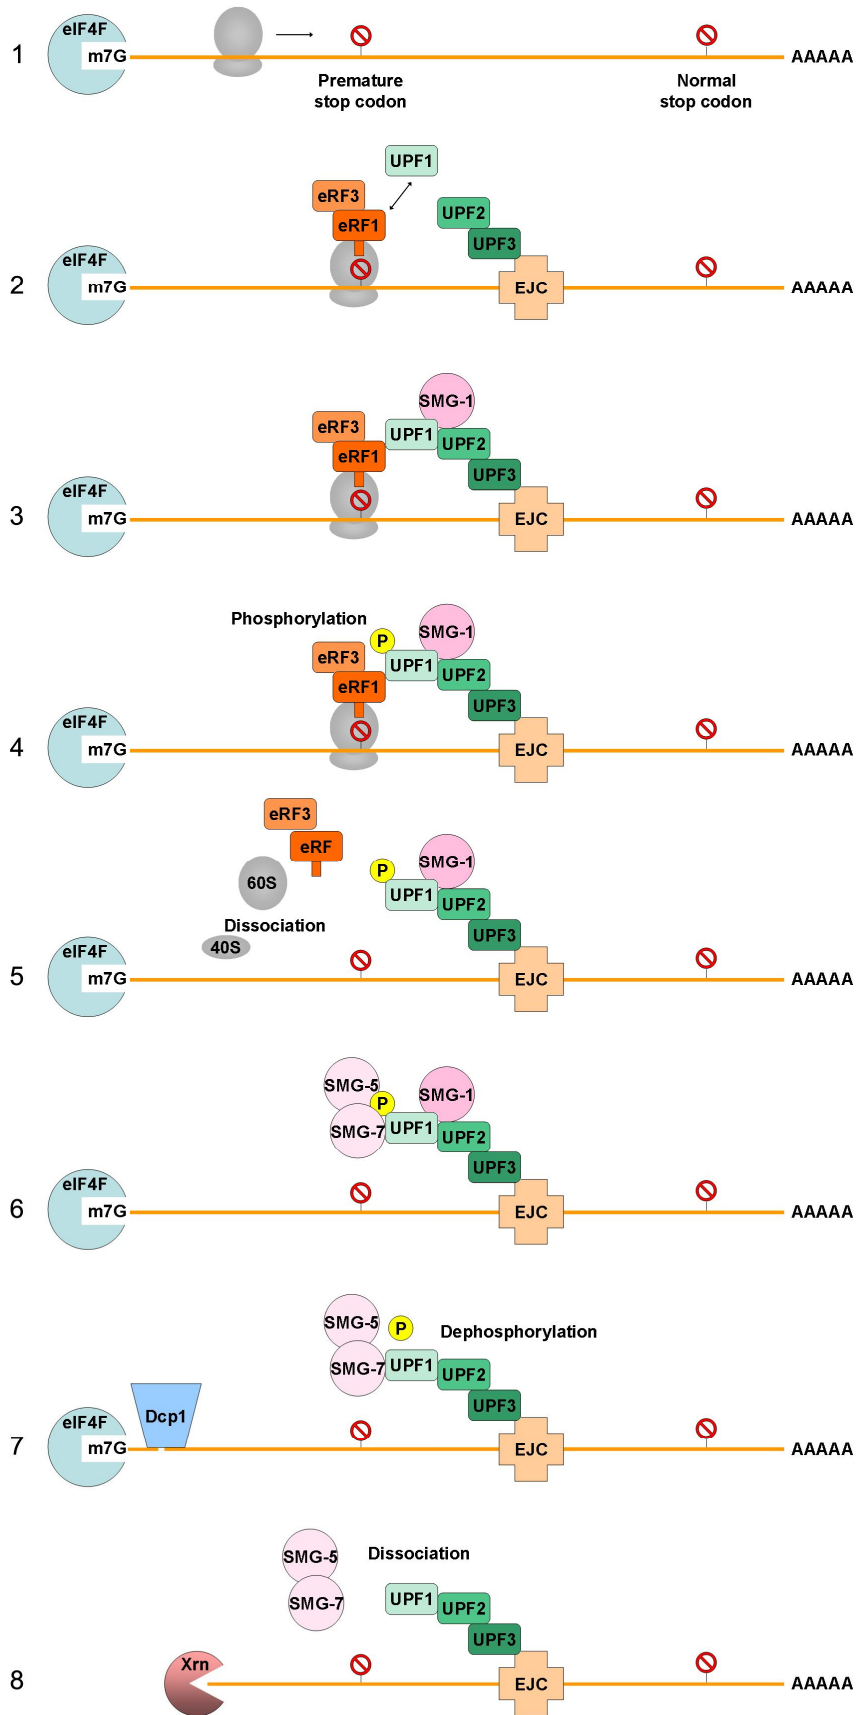 eIF4F
1
m7G
AAAAA
Premature
stop codon
Normal
stop codon
UPF1
eRF3
eRF1
UPF2
UPF3
eIF4F
2
m7G
EJC
AAAAA
SMG-1
eRF3
UPF1
eRF1
UPF2
UPF3
eIF4F
3
m7G
EJC
AAAAA
Phosphorylation
P
SMG-1
eRF3
UPF1
eRF1
UPF2
UPF3
eIF4F
4
m7G
EJC
AAAAA
eRF3
eRF
P
SMG-1
60S
UPF1
UPF2
Dissociation
UPF3
40S
eIF4F
5
m7G
EJC
AAAAA
SMG-5
P
SMG-1
SMG-7
UPF1
UPF2
UPF3
eIF4F
6
m7G
EJC
AAAAA
SMG-5
P
Dephosphorylation
SMG-7
UPF1
UPF2
UPF3
Dcp1
eIF4F
7
m7G
EJC
AAAAA
SMG-5
Dissociation
SMG-7
UPF1
UPF2
UPF3
Xrn
8
EJC
AAAAA